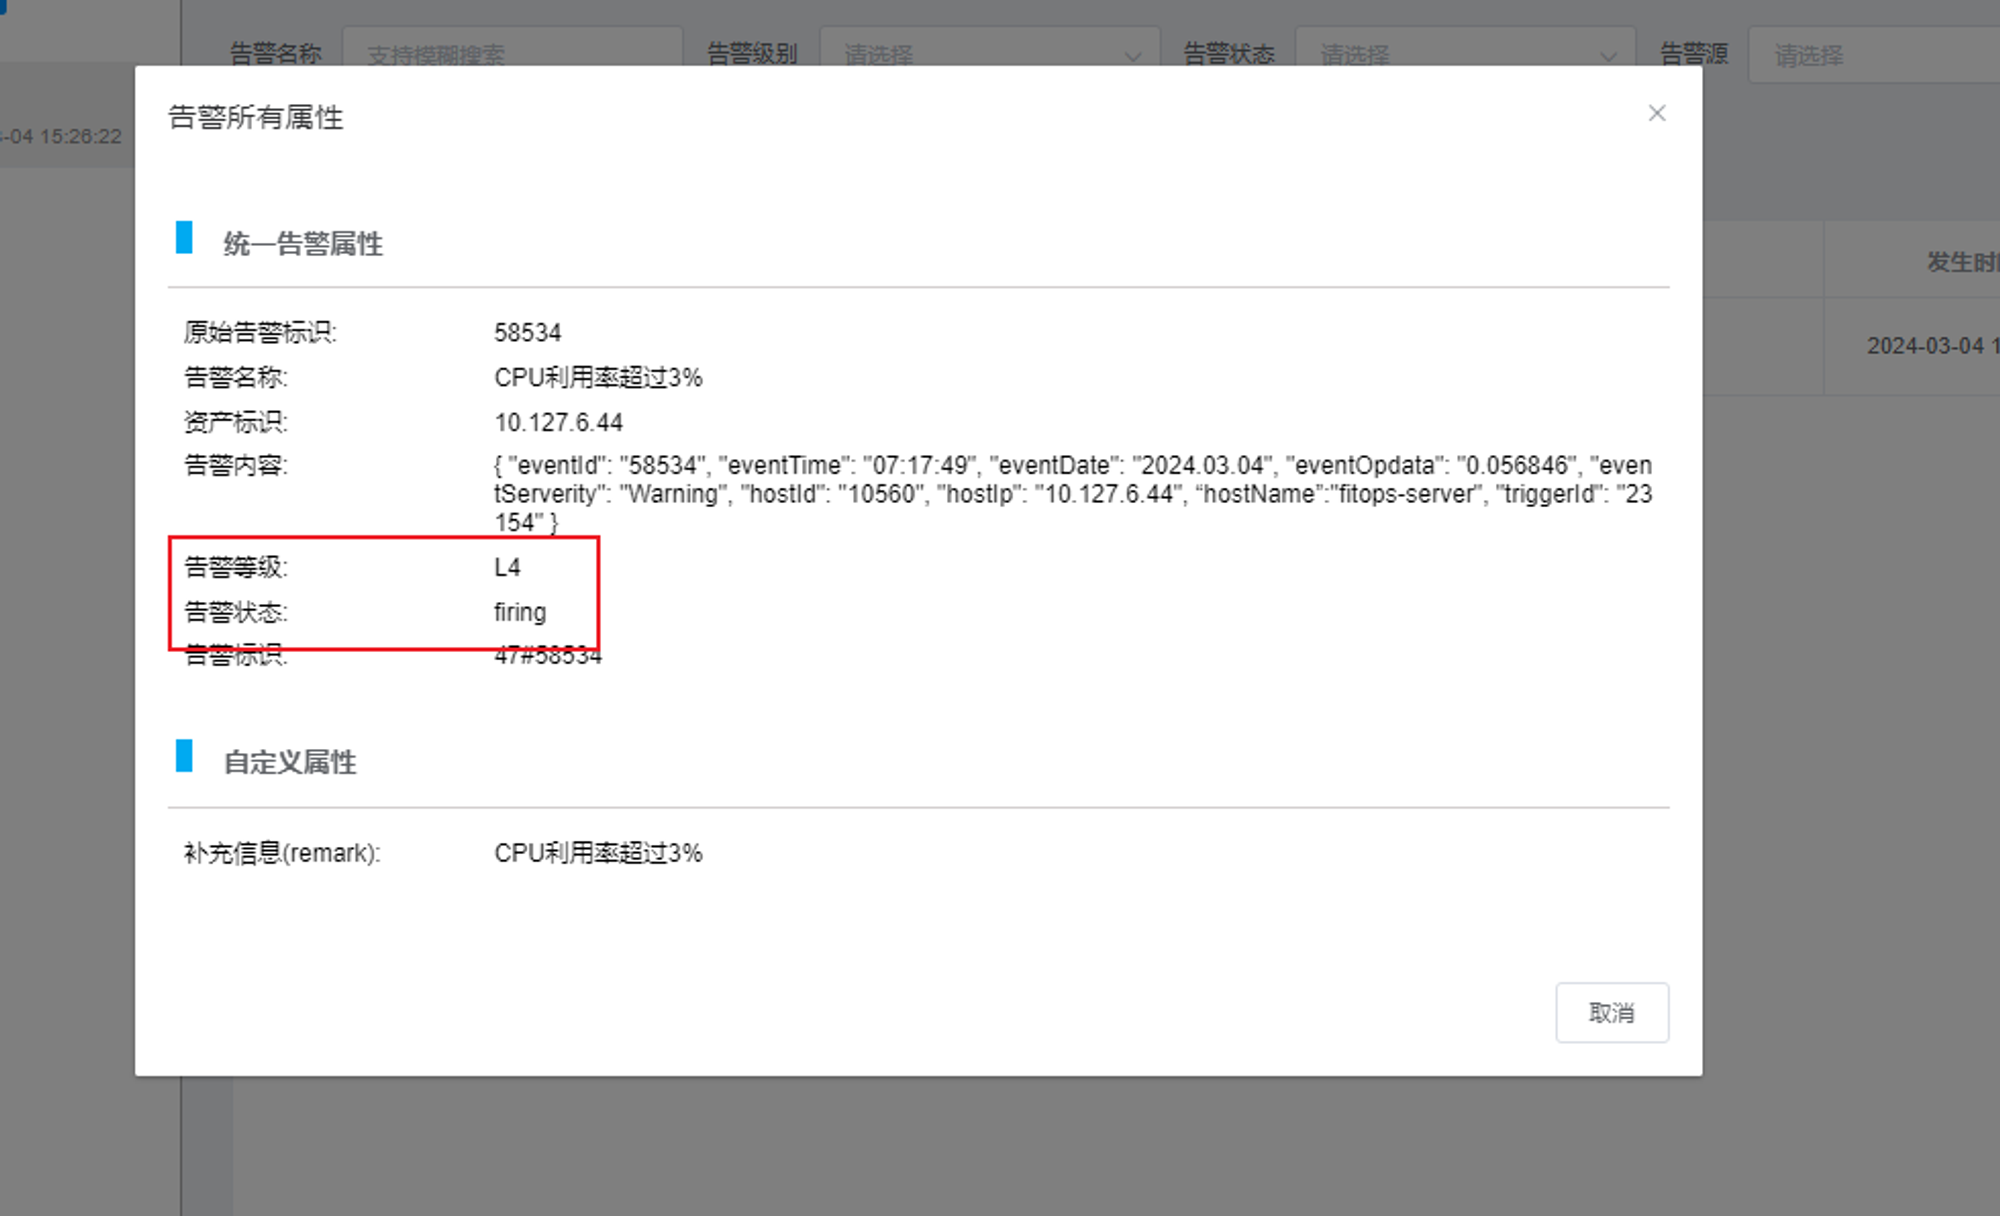 告警名称 支持模糊搜索 告警级别 请选择 告警状态 请选择 告警源 请选择
告警所有属性
-04 15:26:22
统一告警属性
发生时
原始告警标识: 58534
2024-03-04 1
告警名称: CPU利用率超过3%
资产标识: 10.127.6.44
告警内容: { "eventId": "58534", "eventTime": "07:17:49", "eventDate": "2024.03.04", "eventOpdata": "0.056846", "even
tServerity": "Warning", "hostId": "10560", "hostIp": "10.127.6.44", “hostName”:"fitops-server", "triggerId": "23
154" }
告警等级: L4
告警状态: firing
告警标识: 47#58534
自定义属性
补充信息(remark): CPU利用率超过3%
取消